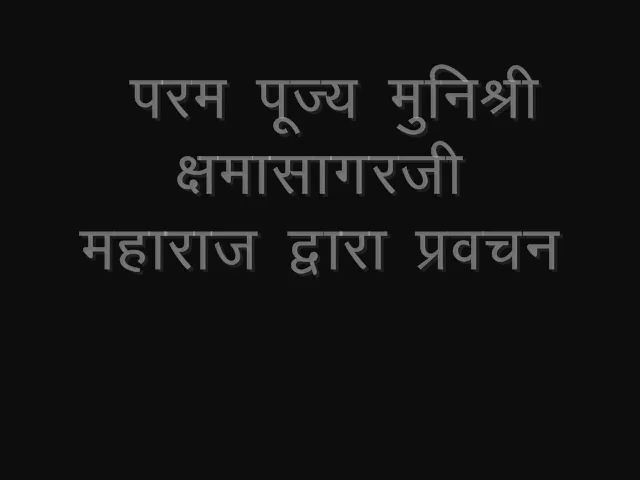 परम पूज्य मुनिश्री
क्षमासागरजी
महाराज द्वारा प्रवचन